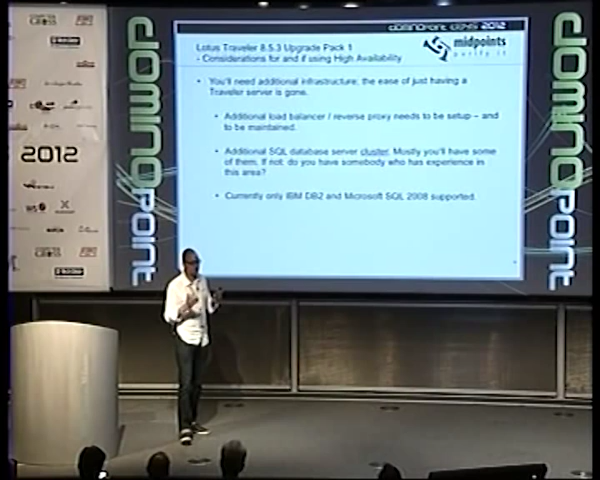 dominopoint days 2012
Lotus Traveler 8.5.3 Upgrade Pack 1
- Considerations for and if using High Availability
midpoints
purify it
• You'll need additional infrastructure, the ease of just having a
Traveler server is gone.
• Additional load balancer / reverse proxy needs to be setup – and
to be maintained.
• Additional SQL database server cluster. Mostly you'll have some
of them. If not: do you have somebody who has experience in
this area?
• Currently only IBM DB2 and Microsoft SQL 2008 supported.
dominopoint
dominopoint
2012